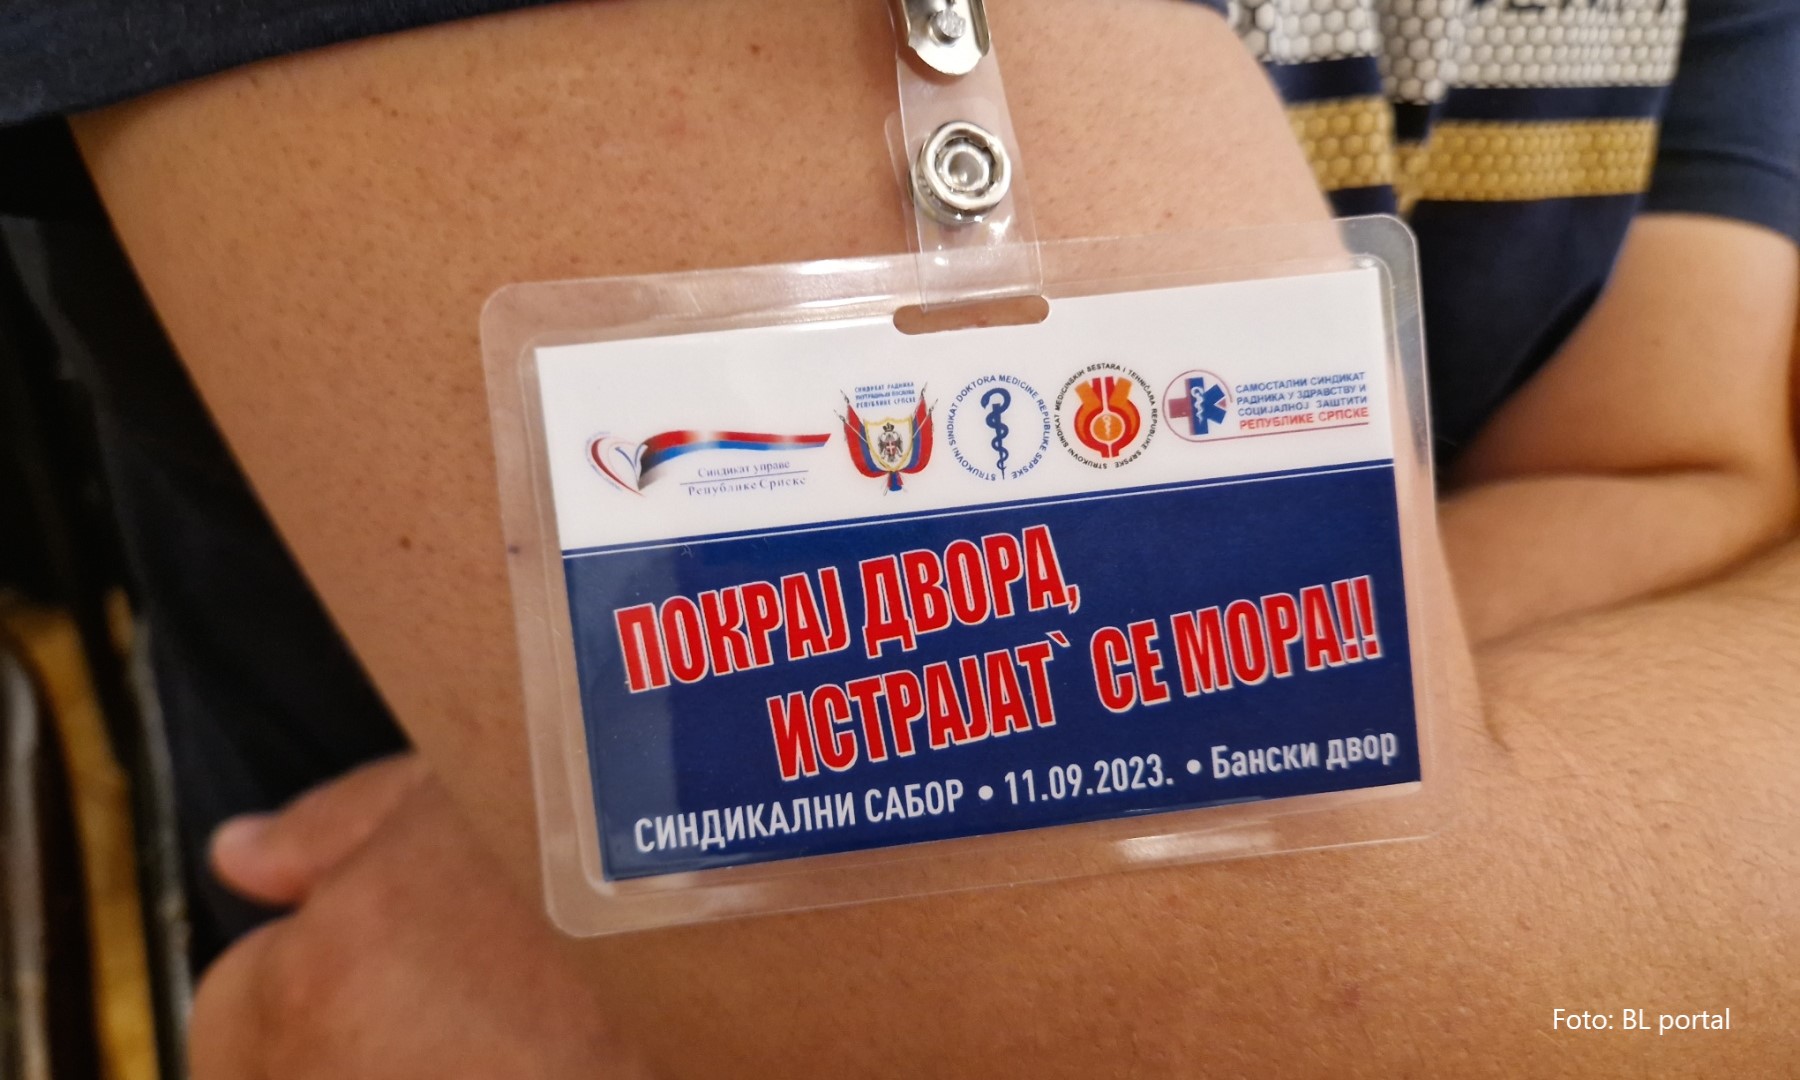 Синдикат управе
Републике Српске
СИНДИКАТ РАДНИКА
УНУТРАШЊИХ ПОСЛОВА
РЕПУБЛИКЕ СРПСКЕ
STRUKOVNI SINDIKAT DOKTORA MEDICINE REPUBLIKE SRPSKE
STRUKOVNI SINDIKAT MEDICINSKIH SESTARA I TEHNIČARA REPUBLIKE SRPSKE
САМОСТАЛНИ СИНДИКАТ
РАДНИКА У ЗДРАВСТВУ И
СОЦИЈАЛНОЈ ЗАШТИТИ
РЕПУБЛИКЕ СРПСКЕ
ПОКРАЈ ДВОРА,
ИСТРАЈАТ` СЕ МОРА!!
СИНДИКАЛНИ САБОР • 11.09.2023. • Бански двор
Foto: BL portal